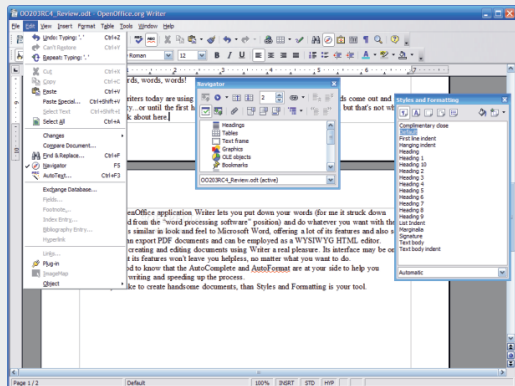 OO203RC4_Review.odt - OpenOffice.org Writer
File Edit View Insert Format Table Tools Window Help
Undo: Typing: '.' Ctrl+Z
Can't Restore Ctrl+Y
Repeat: Typing: '.'
Cut Ctrl+X
Copy Ctrl+C
Paste Ctrl+V
Paste Special... Ctrl+Shift+V
Select Text Ctrl+Shift+I
Select All Ctrl+A
Changes
Compare Document...
Find & Replace... Ctrl+F
Navigator F5
AutoText... Ctrl+F3
Exchange Database...
Fields...
Footnote...
Index Entry...
Bibliography Entry...
Hyperlink
Links...
Plug-in
ImageMap
Object
Roman 12 B I U
rds, words, words!
riters today are using
ds come out and
y...or until the first
but that's not
k about here.
Navigator
2
Headings
Tables
Text frame
Graphics
OLE objects
Bookmarks
OO203RC4_Review.odt (active)
Styles and Formatting
Complimentary close
Default
First line indent
Hanging indent
Heading
Heading 1
Heading 10
Heading 2
Heading 3
Heading 4
Heading 5
Heading 6
Heading 7
Heading 8
Heading 9
List Indent
Marginalia
Signature
Text body
Text body indent
Automatic
enOffice application Writer lets you put down your words (for me it struck down
d from the "word processing software" position) and do whatever you want with the
s similar in look and feel to Microsoft Word, offering a lot of its features and also
an export PDF documents and can be employed as a WYSIWYG HTML editor.
creating and editing documents using Writer a real pleasure. Its interface may be
t its features won't leave you helpless, no matter what you want to do.
d to know that the AutoComplete and AutoFormat are at your side to help you
writing and speeding up the process.
ke to create handsome documents, than Styles and Formatting is your tool.
Page 1 / 2 Default 100% INSRT STD HYP